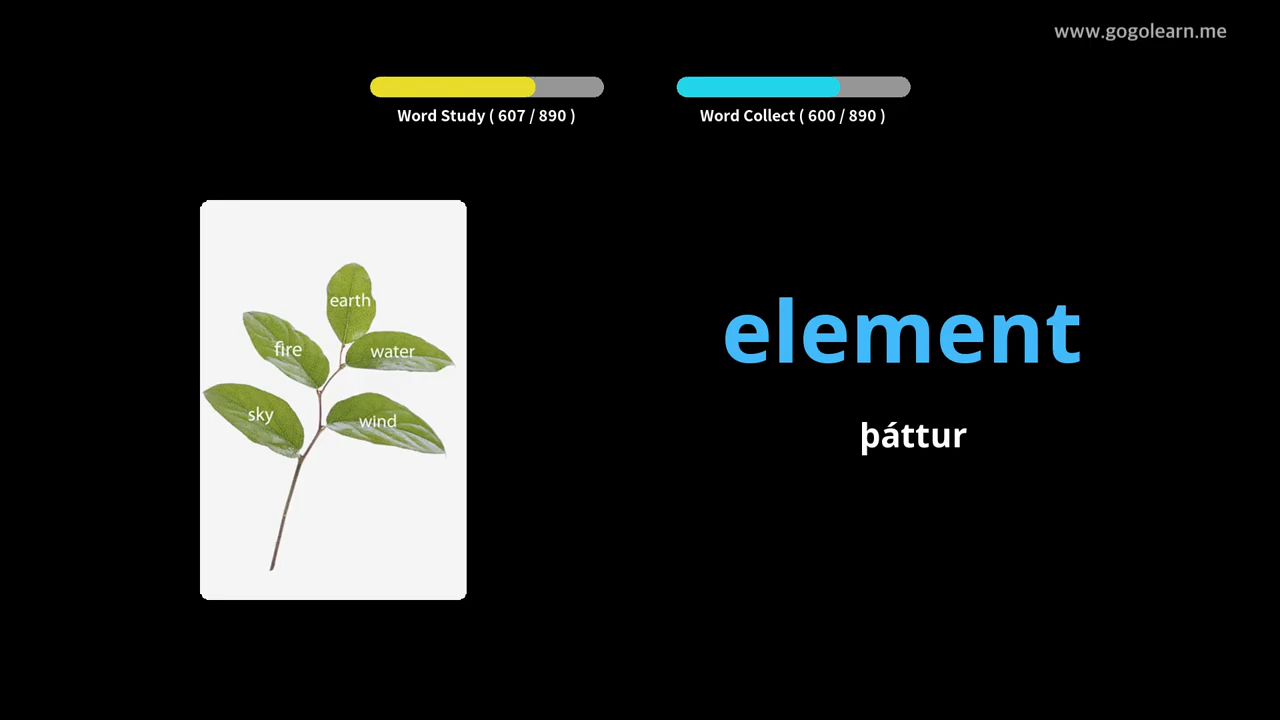 www.gogolearn.me
Word Study ( 607 / 890 )
Word Collect ( 600 / 890 )
earth
fire
water
sky
wind
element
þáttur